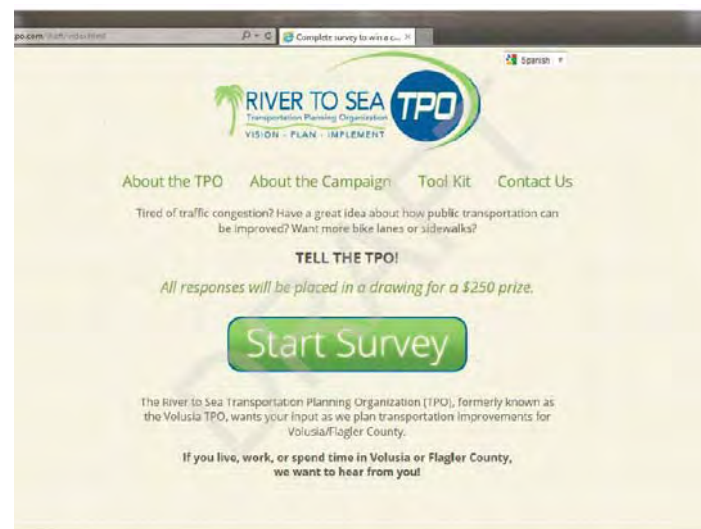 Complete survey to win a c...
Spanish
RIVER TO SEA
TPO
Transportation Planning Organization
VISION - PLAN - IMPLEMENT
About the TPO About the Campaign Tool Kit Contact Us
Tired of traffic congestion? Have a great idea about how public transportation can
be improved? Want more bike lanes or sidewalks?
TELL THE TPO!
All responses will be placed in a drawing for a $250 prize.
Start Survey
The River to Sea Transportation Planning Organization (TPO), formerly known as
the Volusia TPO, wants your input as we plan transportation improvements for
Volusia/Flagler County.
If you live, work, or spend time in Volusia or Flagler County,
we want to hear from you!
DRAFT